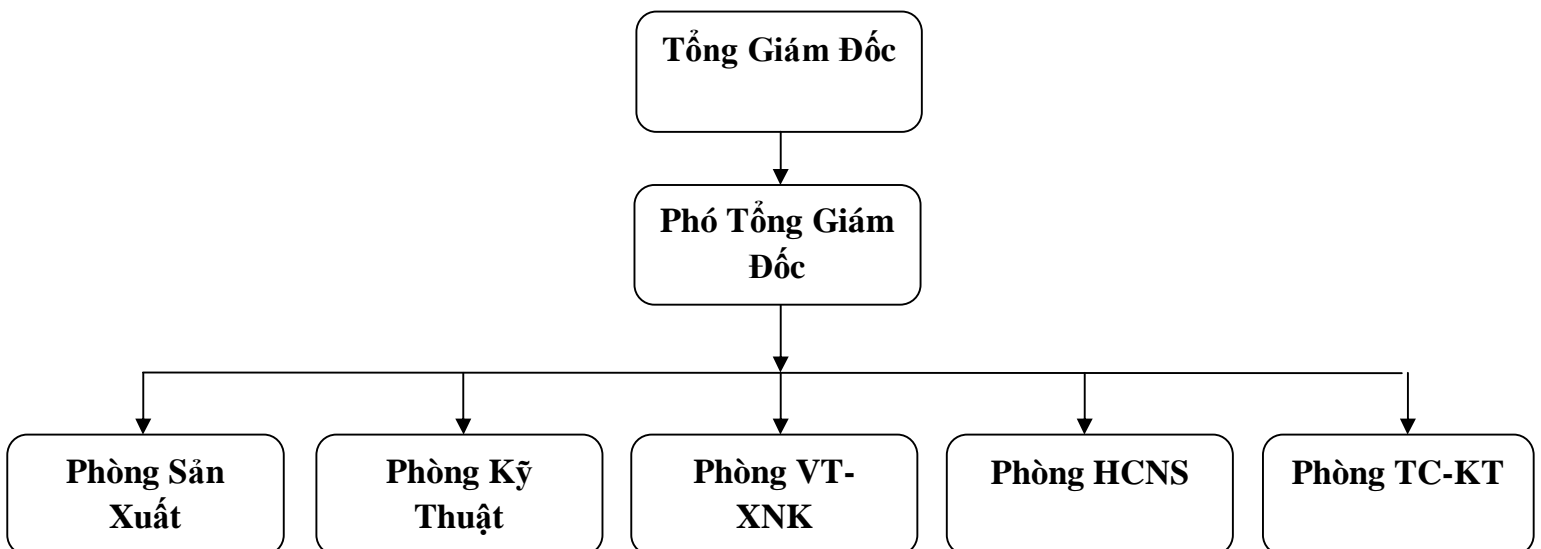 Tổng Giám Đốc
Phó Tổng Giám
Đốc
Phòng Sản
Xuất
Phòng Kỹ
Thuật
Phòng VT-
XNK
Phòng HCNS
Phòng TC-KT